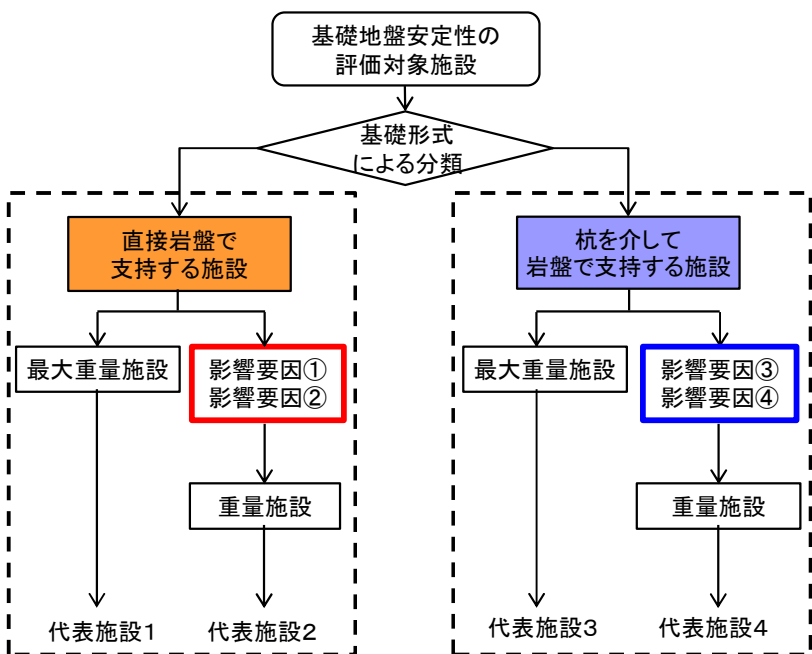 基礎地盤安定性の
評価対象施設
基礎形式
による分類
直接岩盤で
支持する施設
杭を介して
岩盤で支持する施設
最大重量施設
影響要因①
影響要因②
最大重量施設
影響要因③
影響要因④
重量施設
重量施設
代表施設1
代表施設2
代表施設3
代表施設4